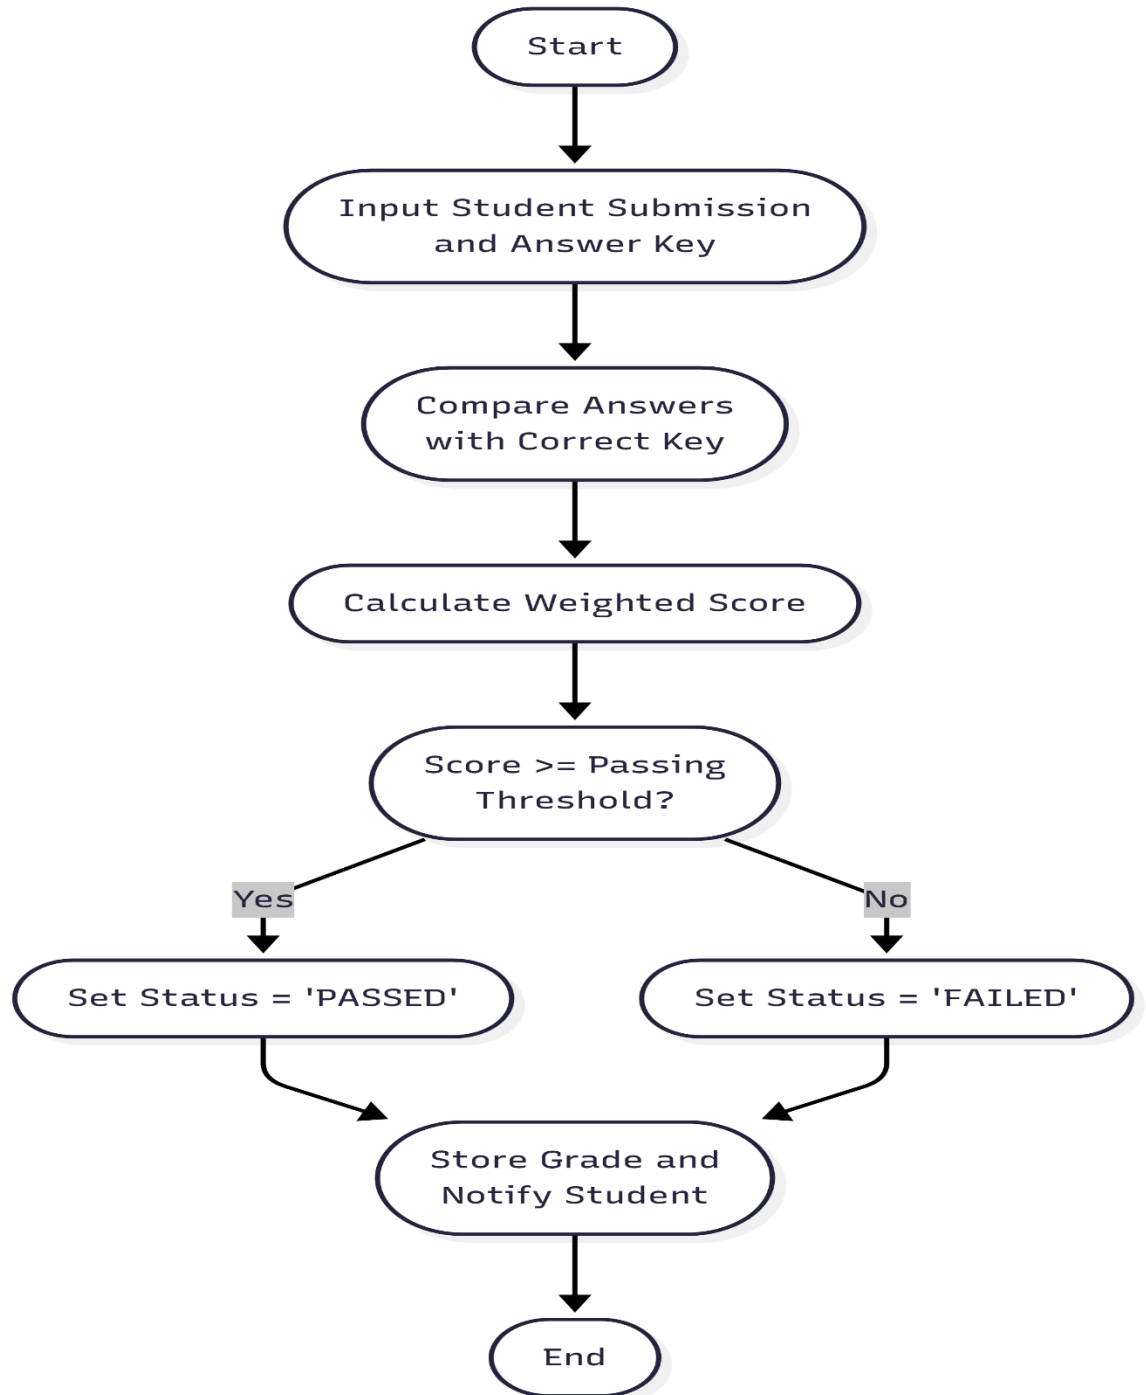 Start
Input Student Submission
and Answer Key
Compare Answers
with Correct Key
Calculate Weighted Score
Score >= Passing
Threshold?
Yes
No
Set Status = 'PASSED'
Set Status = 'FAILED'
Store Grade and
Notify Student
End